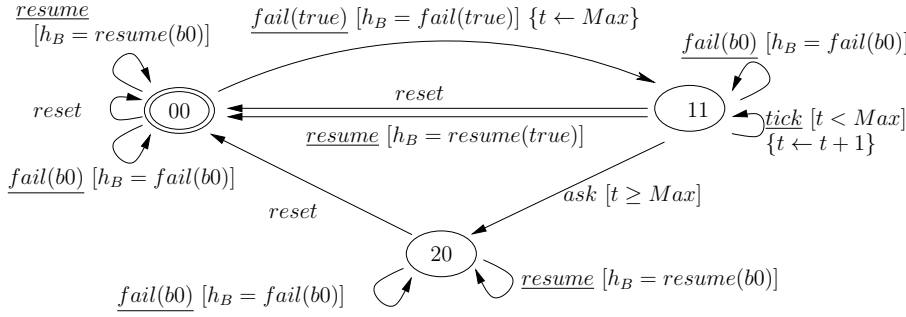 resume
[h_B = resume(b0)]
fail(true) [h_B = fail(true)] {t ← Max}
fail(b0) [h_B = fail(b0)]
reset
00
reset
11
tick [t < Max]
{t ← t + 1}
resume [h_B = resume(true)]
fail(b0) [h_B = fail(b0)]
reset
ask [t ≥ Max]
20
fail(b0) [h_B = fail(b0)]
resume [h_B = resume(b0)]